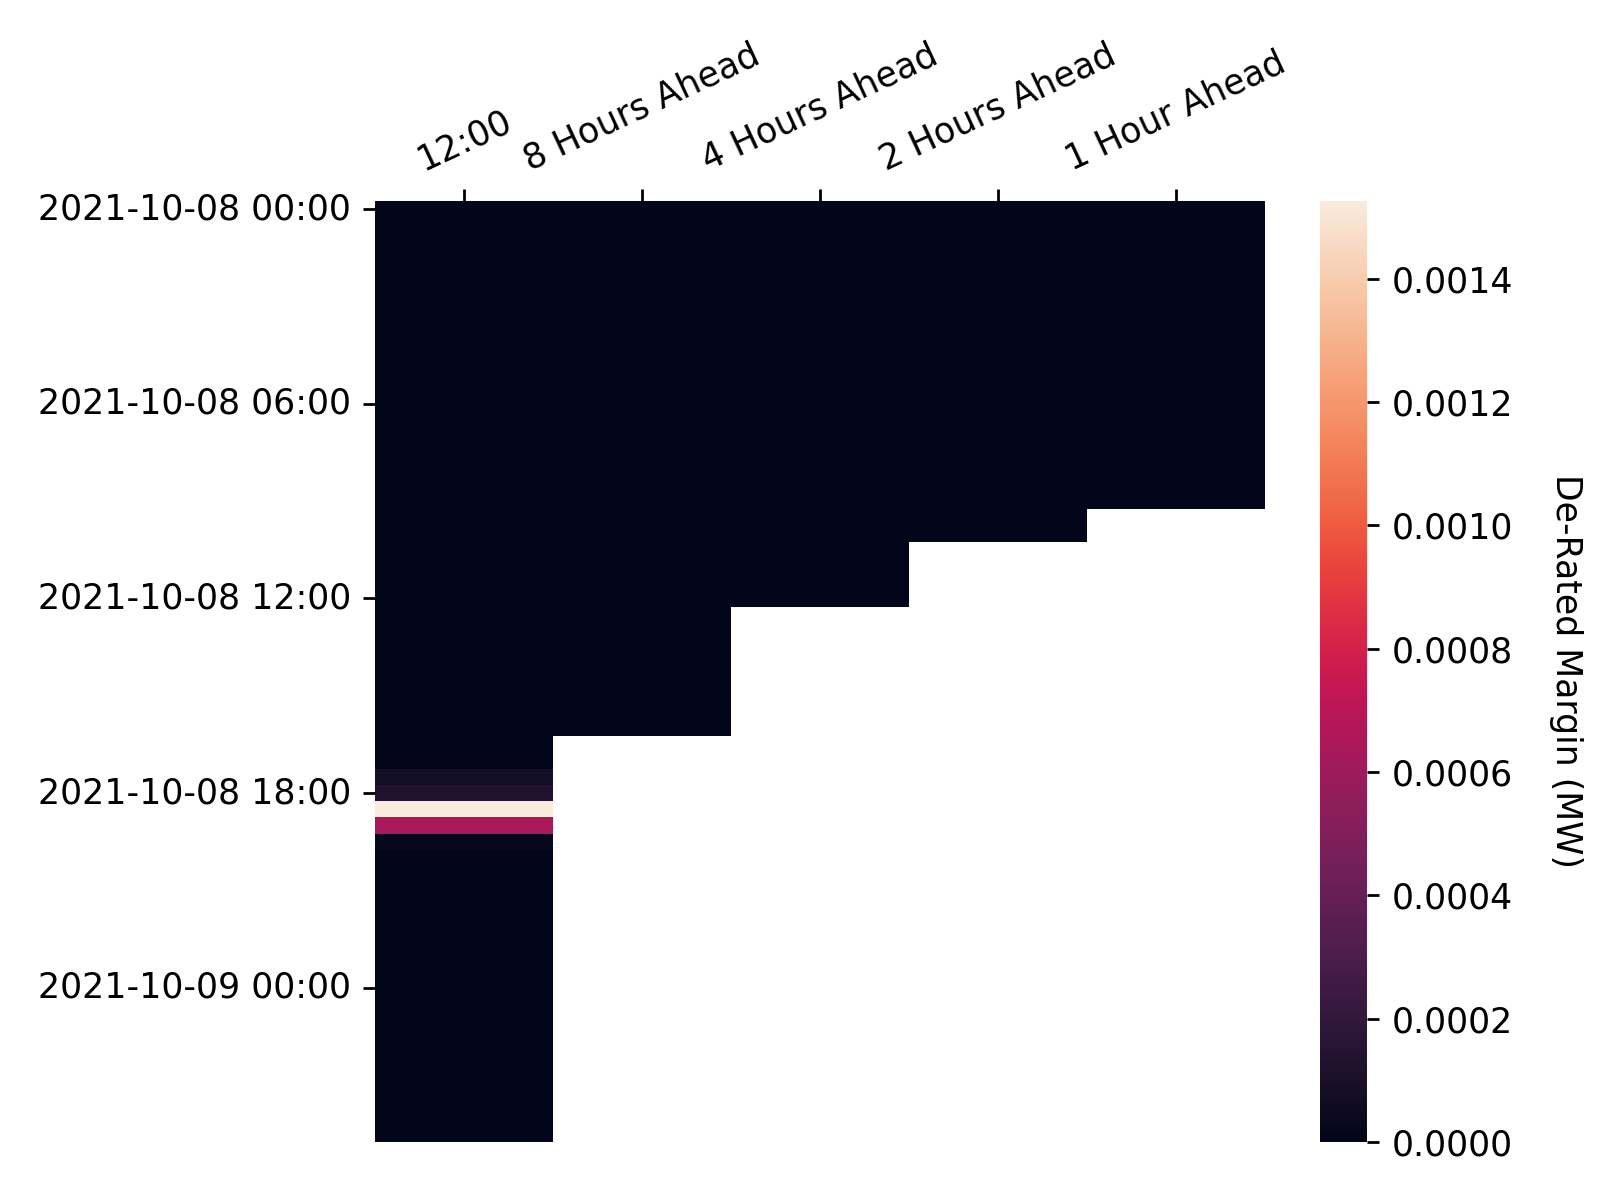 12:00
8 Hours Ahead
4 Hours Ahead
2 Hours Ahead
1 Hour Ahead
2021-10-08 00:00
2021-10-08 06:00
2021-10-08 12:00
2021-10-08 18:00
2021-10-09 00:00
0.0014
0.0012
0.0010
0.0008
0.0006
0.0004
0.0002
0.0000
De-Rated Margin (MW)